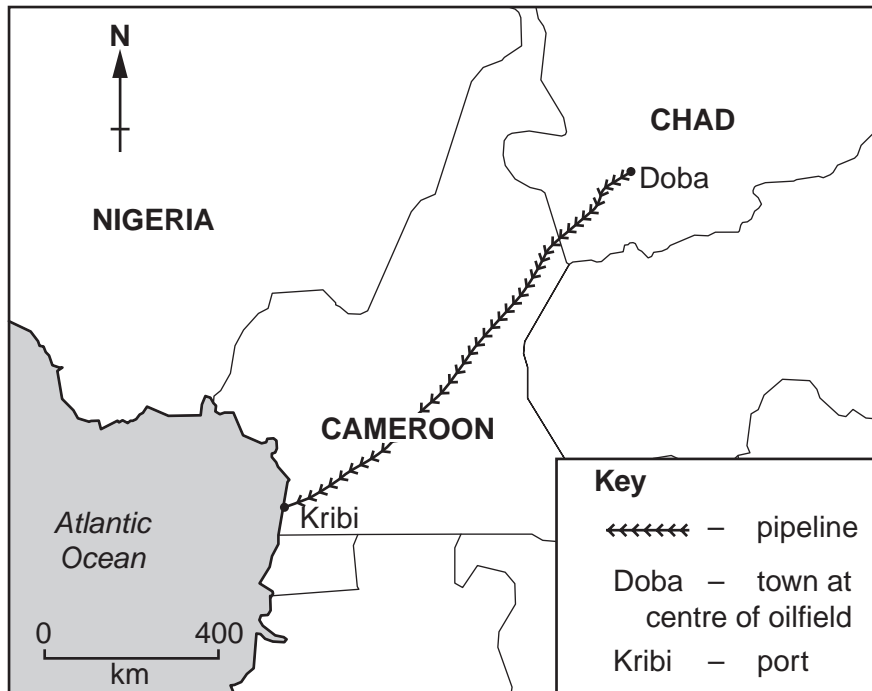 N
CHAD
Doba
NIGERIA
CAMEROON
Kribi
Atlantic
Ocean
0 400
km
Key
– pipeline
Doba – town at
centre of oilfield
Kribi – port